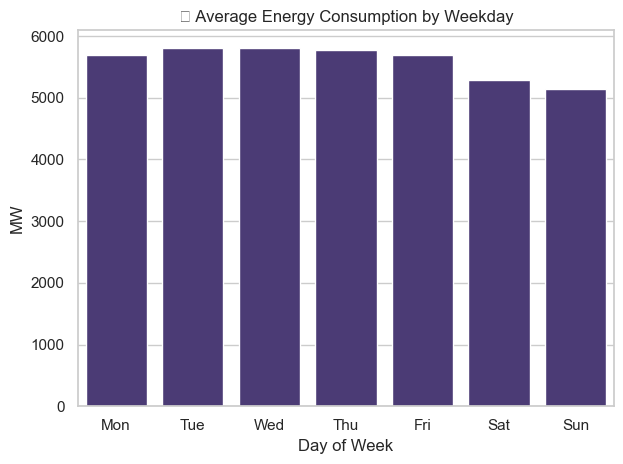 Average Energy Consumption by Weekday
6000
5000
4000
3000
2000
1000
0
MW
Mon Tue Wed Thu Fri Sat Sun
Day of Week